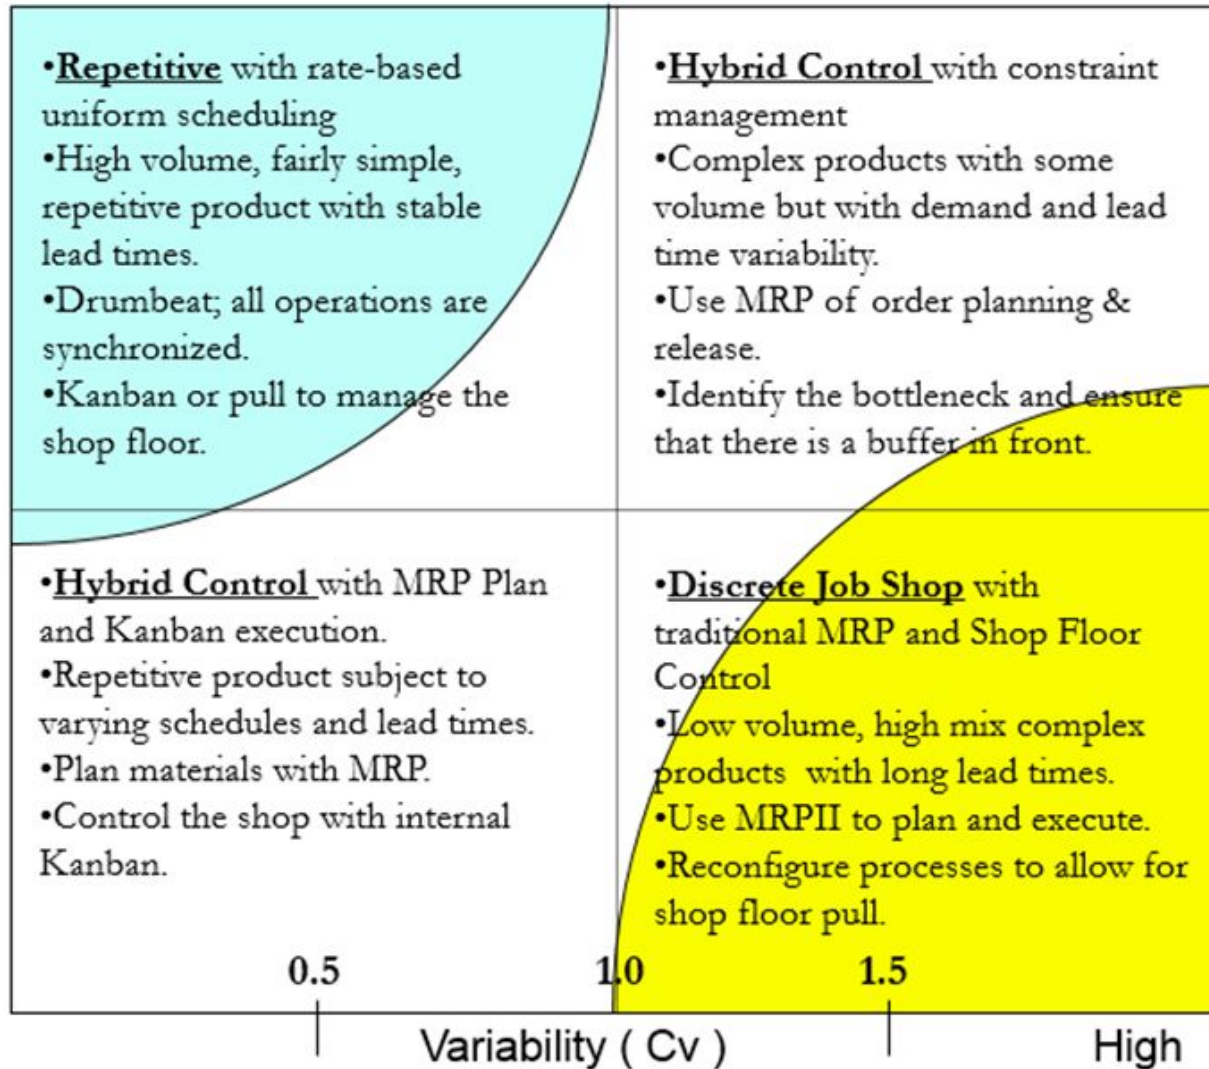 •Repetitive with rate-based
uniform scheduling
•High volume, fairly simple,
repetitive product with stable
lead times.
•Drumbeat; all operations are
synchronized.
•Kanban or pull to manage the
shop floor.
•Hybrid Control with constraint
management
•Complex products with some
volume but with demand and lead
time variability.
•Use MRP of order planning &
release.
•Identify the bottleneck and ensure
that there is a buffer in front.
•Hybrid Control with MRP Plan
and Kanban execution.
•Repetitive product subject to
varying schedules and lead times.
•Plan materials with MRP.
•Control the shop with internal
Kanban.
•Discrete Job Shop with
traditional MRP and Shop Floor
Control
•Low volume, high mix complex
products with long lead times.
•Use MRPII to plan and execute.
•Reconfigure processes to allow for
shop floor pull.
0.5 1.0 1.5
Variability ( Cv ) High